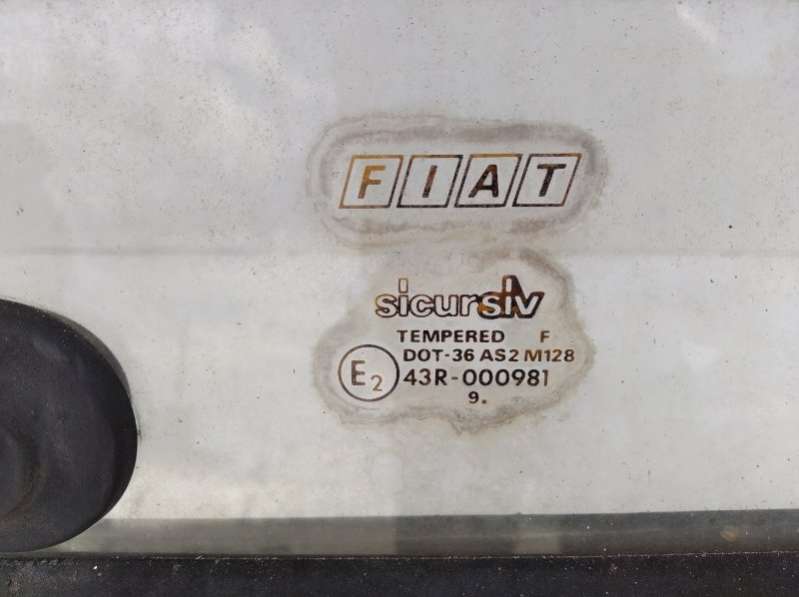 FIAT
sicursiv
TEMPERED F
DOT-36 AS2 M128
E2 43R-000981
9.